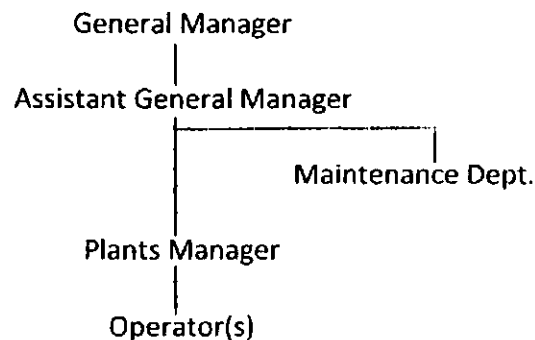 General Manager
Assistant General Manager
Maintenance Dept.
Plants Manager
Operator(s)